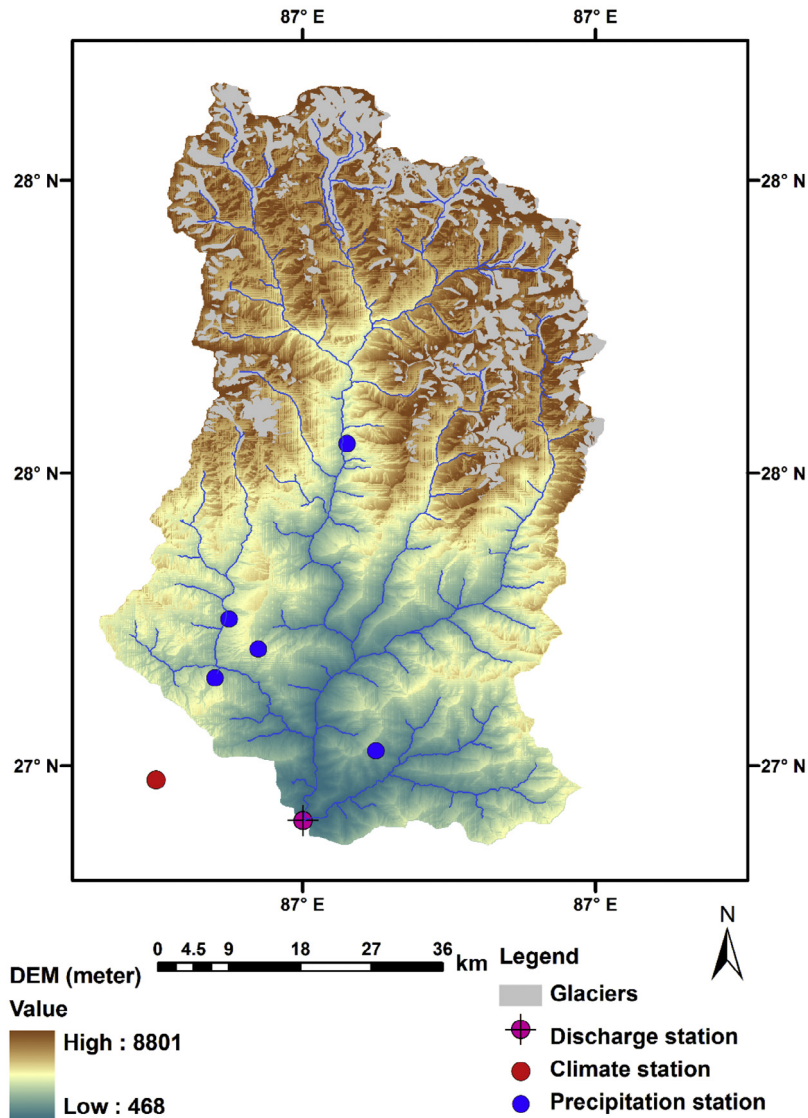 87° E 87° E
28° N 28° N
28° N 28° N
27° N 27° N
87° E 87° E
N
0 4.5 9 18 27 36
km
DEM (meter)
Value
High : 8801
Low : 468
Legend
Glaciers
Discharge station
Climate station
Precipitation station